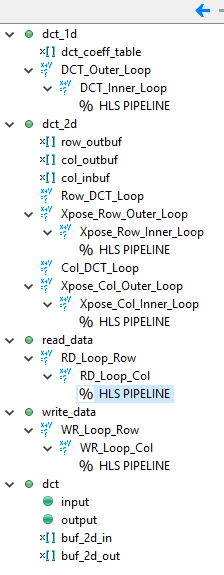 dct_1d
dct_coeff_table
DCT_Outer_Loop
DCT_Inner_Loop
% HLS PIPELINE
dct_2d
row_outbuf
col_outbuf
col_inbuf
Row_DCT_Loop
Xpose_Row_Outer_Loop
Xpose_Row_Inner_Loop
% HLS PIPELINE
Col_DCT_Loop
Xpose_Col_Outer_Loop
Xpose_Col_Inner_Loop
% HLS PIPELINE
read_data
RD_Loop_Row
RD_Loop_Col
% HLS PIPELINE
write_data
WR_Loop_Row
WR_Loop_Col
% HLS PIPELINE
dct
input
output
buf_2d_in
buf_2d_out